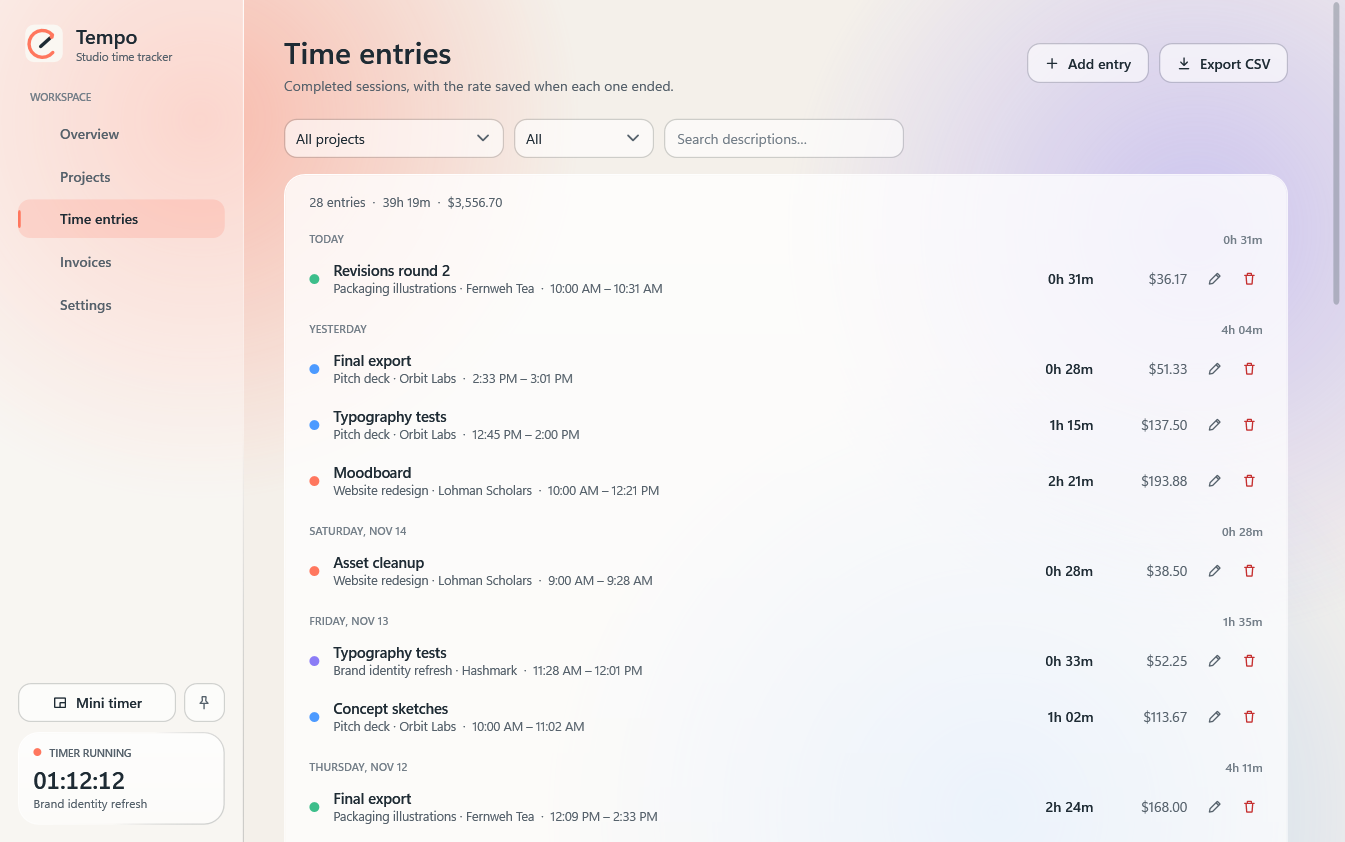 Tempo
Studio time tracker
WORKSPACE
Overview
Projects
Time entries
Invoices
Settings
Mini timer
TIMER RUNNING
01:12:12
Brand identity refresh
Time entries
Completed sessions, with the rate saved when each one ended.
Add entry
Export CSV
All projects
All
Search descriptions...
28 entries · 39h 19m · $3,556.70
TODAY 0h 31m
Revisions round 2
Packaging illustrations · Fernweh Tea · 10:00 AM – 10:31 AM
0h 31m $36.17
YESTERDAY 4h 04m
Final export
Pitch deck · Orbit Labs · 2:33 PM – 3:01 PM
0h 28m $51.33
Typography tests
Pitch deck · Orbit Labs · 12:45 PM – 2:00 PM
1h 15m $137.50
Moodboard
Website redesign · Lohman Scholars · 10:00 AM – 12:21 PM
2h 21m $193.88
SATURDAY, NOV 14 0h 28m
Asset cleanup
Website redesign · Lohman Scholars · 9:00 AM – 9:28 AM
0h 28m $38.50
FRIDAY, NOV 13 1h 35m
Typography tests
Brand identity refresh · Hashmark · 11:28 AM – 12:01 PM
0h 33m $52.25
Concept sketches
Pitch deck · Orbit Labs · 10:00 AM – 11:02 AM
1h 02m $113.67
THURSDAY, NOV 12 4h 11m
Final export
Packaging illustrations · Fernweh Tea · 12:09 PM – 2:33 PM
2h 24m $168.00